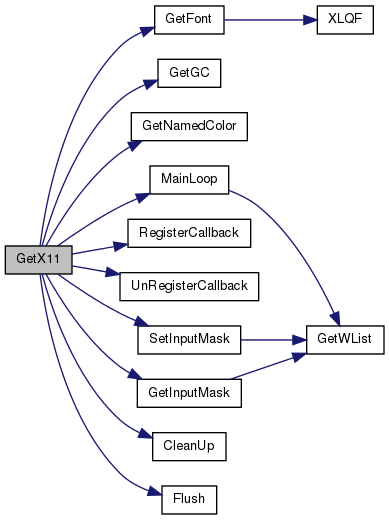 GetFont
XLQF
GetGC
GetNamedColor
MainLoop
RegisterCallback
GetX11
UnRegisterCallback
SetInputMask
GetWList
GetInputMask
CleanUp
Flush